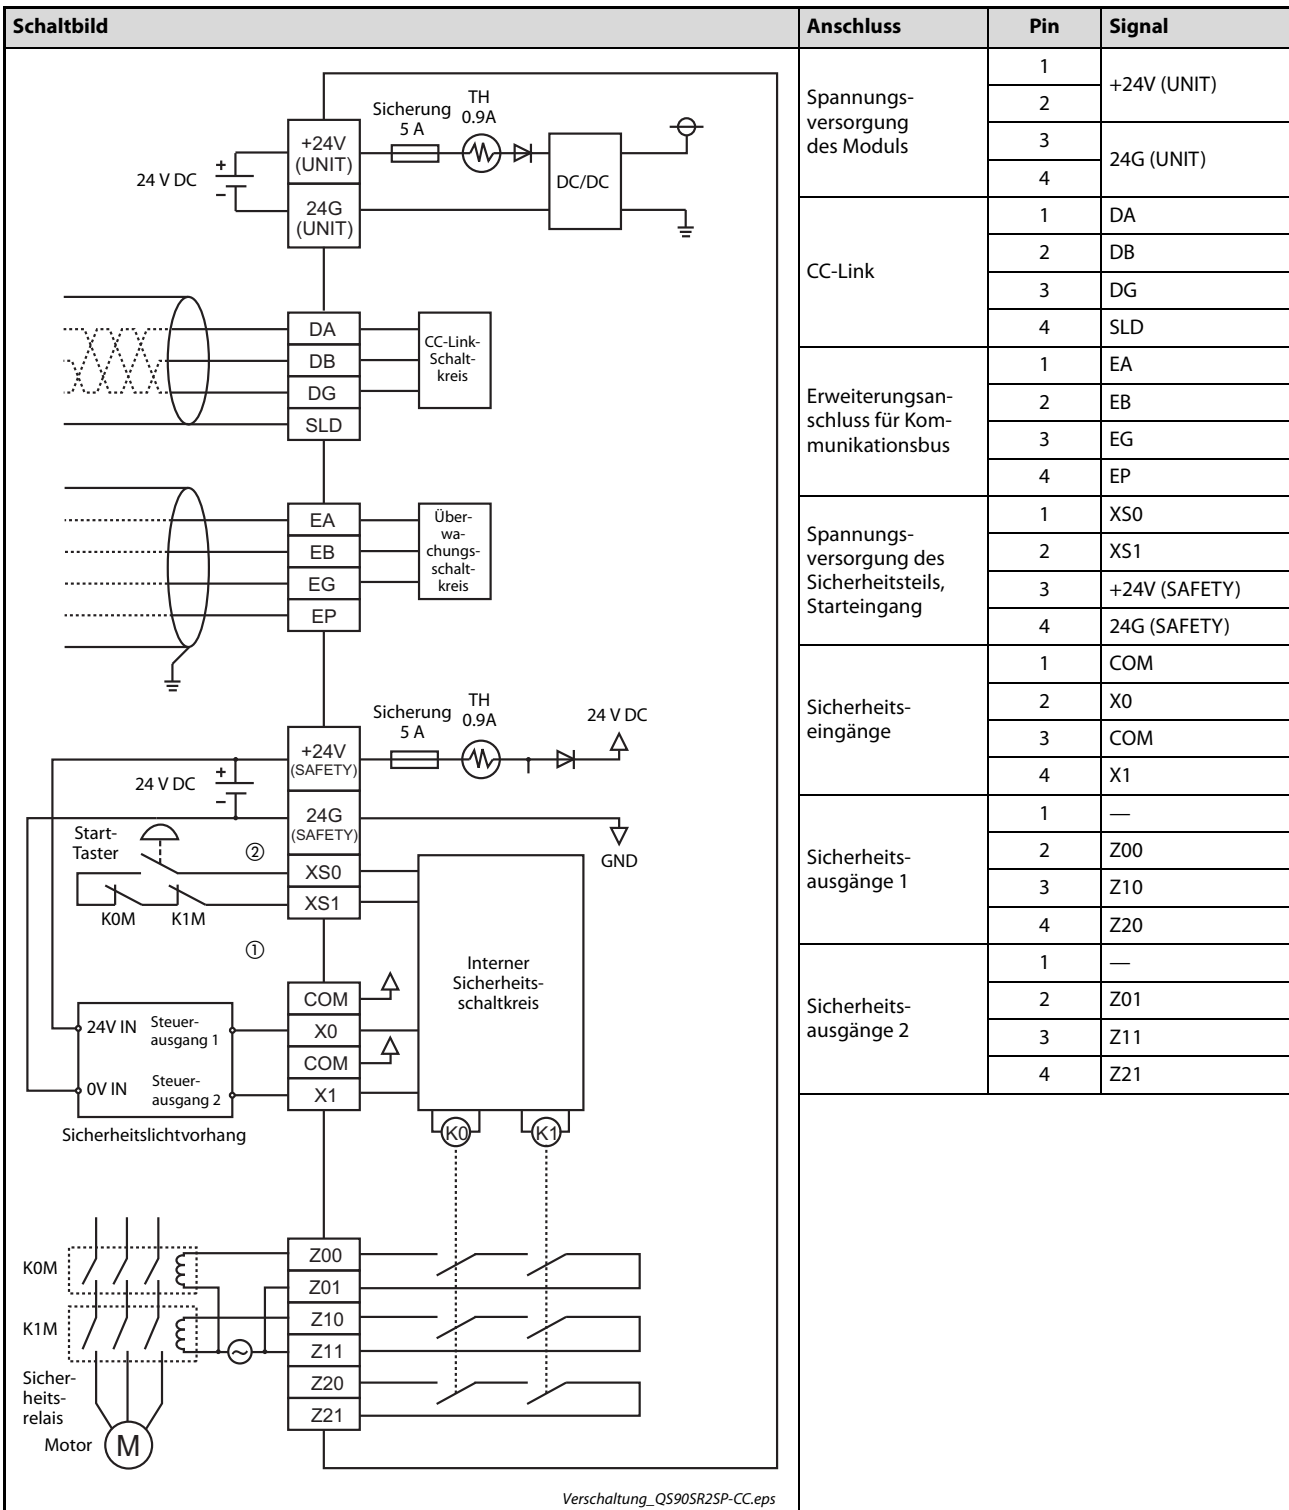 Schaltbild
Sicherung
5 A
TH
0.9A
+24V
(UNIT)
24 V DC
+
–
24G
(UNIT)
DC/DC
DA
DB
DG
SLD
CC-Link-
Schalt-
kreis
EA
EB
EG
EP
Über-
wa-
chungs-
schalt-
kreis
Sicherung
5 A
TH
0.9A
24 V DC
+24V
(SAFETY)
24 V DC
+
–
24G
(SAFETY)
GND
Start-
Taster
②
XS0
XS1
K0M
K1M
①
Interner
Sicherheits-
schaltkreis
COM
X0
COM
X1
24V IN
Steuer-
ausgang 1
0V IN
Steuer-
ausgang 2
Sicherheitslichtvorhang
K0
K1
K0M
K1M
Z00
Z01
Z10
Z11
Z20
Z21
Sicher-
heits-
relais
Motor
M
Verschaltung_QS90SR2SP-CC.eps
Anschluss Pin Signal
Spannungs-
versorgung
des Moduls
1
2
+24V (UNIT)
3
4
24G (UNIT)
CC-Link
1 DA
2 DB
3 DG
4 SLD
Erweiterungsan-
schluss für Kom-
munikationsbus
1 EA
2 EB
3 EG
4 EP
Spannungs-
versorgung des
Sicherheitsteils,
Starteingang
1 XS0
2 XS1
3 +24V (SAFETY)
4 24G (SAFETY)
Sicherheits-
eingänge
1 COM
2 X0
3 COM
4 X1
Sicherheits-
ausgänge 1
1 —
2 Z00
3 Z10
4 Z20
Sicherheits-
ausgänge 2
1 —
2 Z01
3 Z11
4 Z21